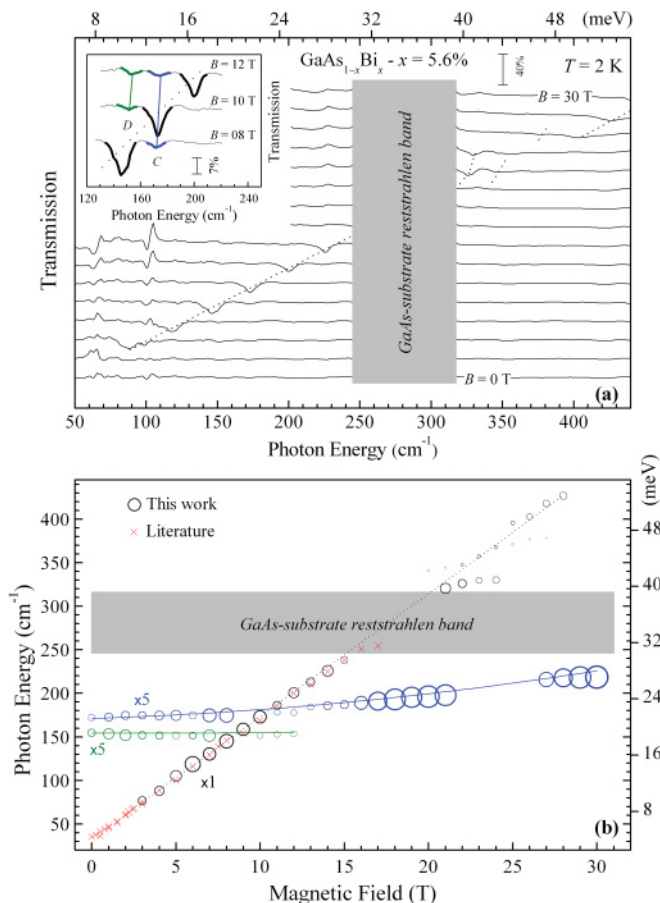 8 16 24 32 40 48 (meV)
B = 12 T
B = 10 T
B = 08 T
D
C
7%
120 160 200 240
Photon Energy (cm-1)
Transmission
GaAs1-xBix - x = 5.6%
40%
T = 2 K
B = 30 T
GaAs-substrate reststrahlen band
B = 0 T
Transmission
(a)
50 100 150 200 250 300 350 400
Photon Energy (cm-1)
(meV)
400
350
300
250
200
150
100
50
This work
Literature
GaAs-substrate reststrahlen band
x5
x5
x1
48
40
32
24
16
8
(b)
Photon Energy (cm-1)
0 5 10 15 20 25 30
Magnetic Field (T)